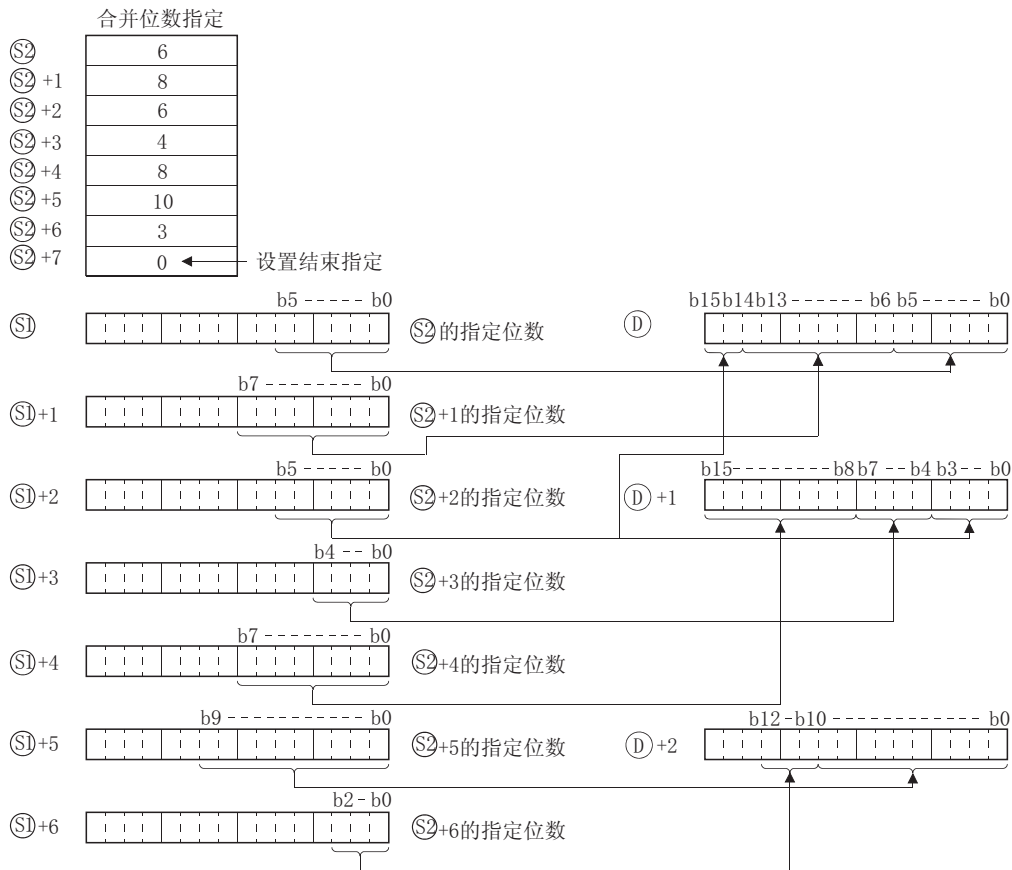 合并位数指定
S2 6
S2 +1 8
S2 +2 6
S2 +3 4
S2 +4 8
S2 +5 10
S2 +6 3
S2 +7 0 设置结束指定
b5 ----- b0
b15b14b13 ------ b6 b5 ----- b0
S1 S2的指定位数 D
b7 -------- b0
S1+1 S2+1的指定位数
b5 ----- b0
b15--------b8b7 --b4 b3-- b0
S1+2 S2+2的指定位数 D +1
b4 -- b0
S1+3 S2+3的指定位数
b7 -------- b0
S1+4 S2+4的指定位数
b9 ----------- b0
b12-b10 ----------- b0
S1+5 S2+5的指定位数 D +2
b2-b0
S1+6 S2+6的指定位数